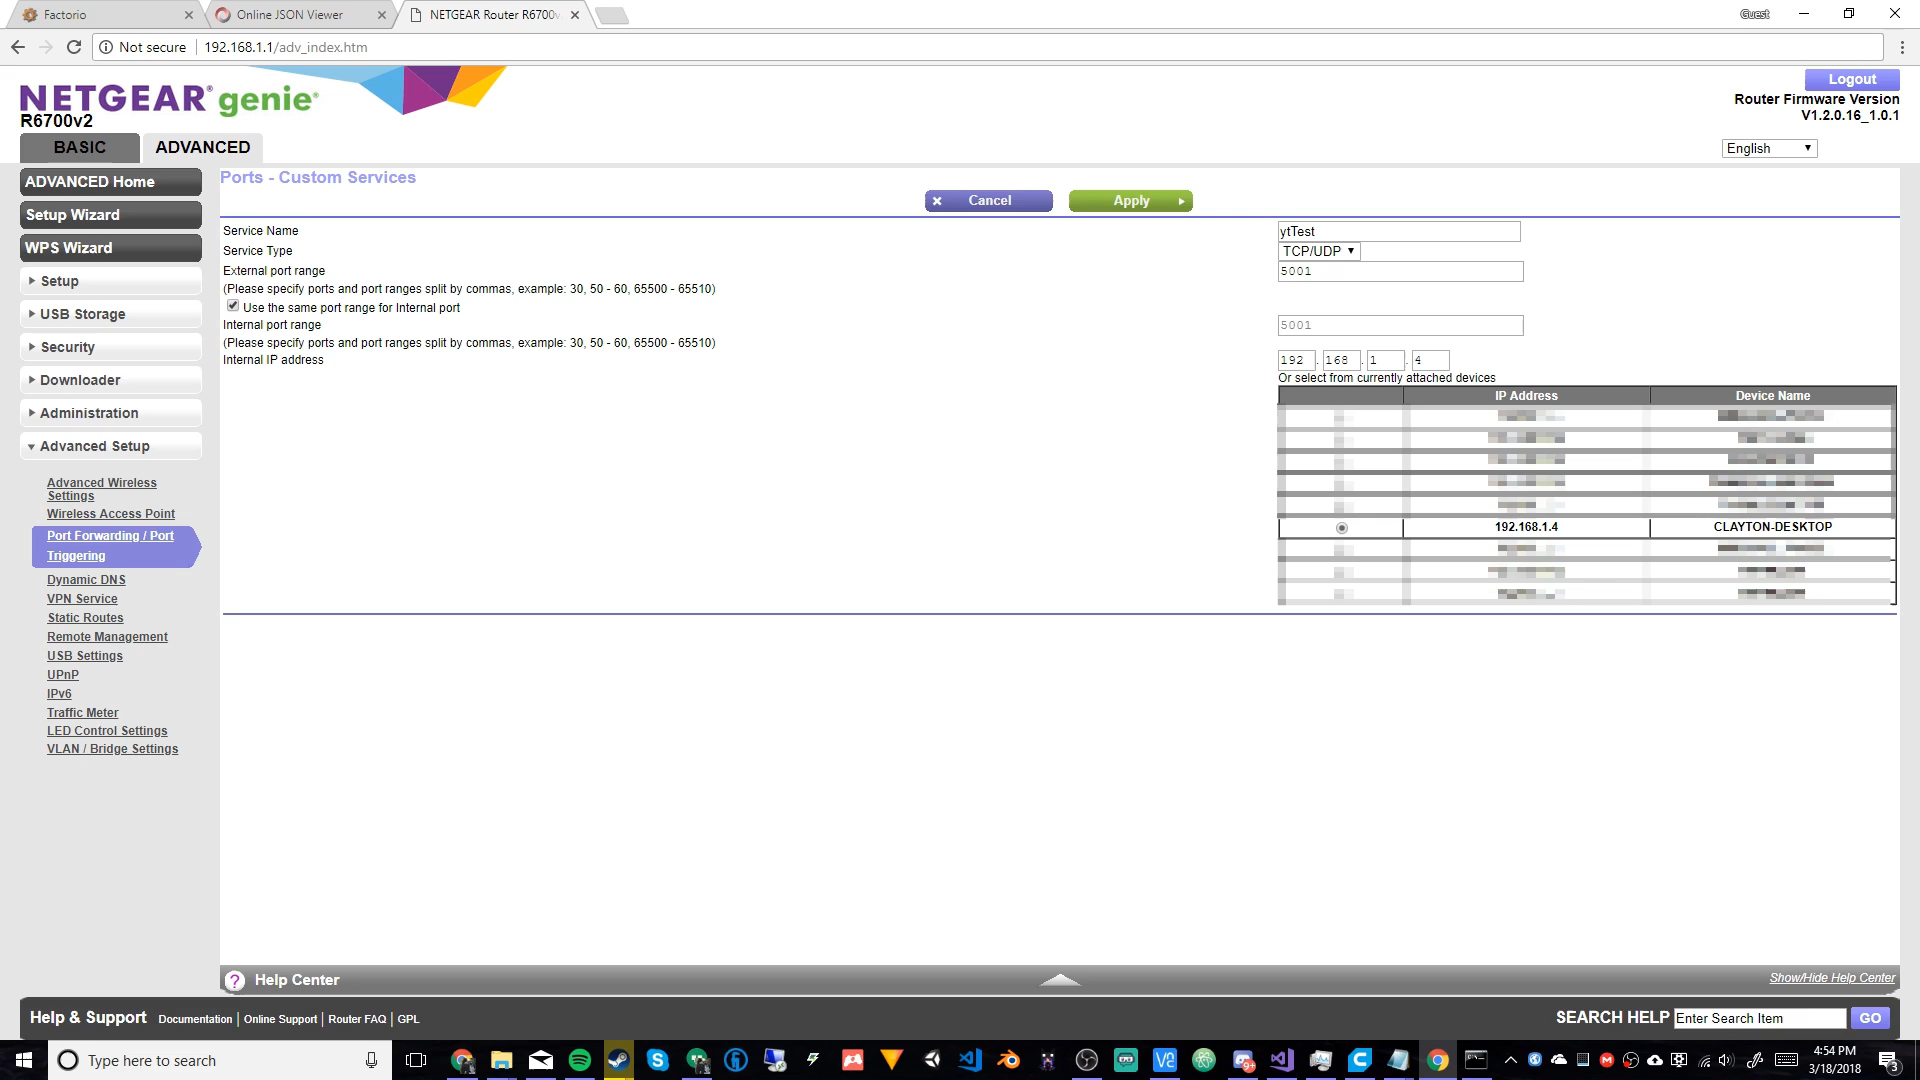 Factorio
Online JSON Viewer
NETGEAR Router R6700v
Guest
Not secure
192.168.1.1/adv_index.htm
NETGEAR® genie®
R6700v2
Logout
Router Firmware Version
V1.2.0.16_1.0.1
BASIC
ADVANCED
English
ADVANCED Home
Setup Wizard
WPS Wizard
Setup
USB Storage
Security
Downloader
Administration
Advanced Setup
Advanced Wireless
Settings
Wireless Access Point
Port Forwarding / Port
Triggering
Dynamic DNS
VPN Service
Static Routes
Remote Management
USB Settings
UPnP
IPv6
Traffic Meter
LED Control Settings
VLAN / Bridge Settings
Ports - Custom Services
Cancel
Apply
Service Name
ytTest
Service Type
TCP/UDP
External port range
5001
(Please specify ports and port ranges split by commas, example: 30, 50 - 60, 65500 - 65510)
Use the same port range for Internal port
Internal port range
5001
(Please specify ports and port ranges split by commas, example: 30, 50 - 60, 65500 - 65510)
Internal IP address
192 . 168 . 1 . 4
Or select from currently attached devices
IP Address
Device Name
192.168.1.4
CLAYTON-DESKTOP
? Help Center
Show/Hide Help Center
Help & Support
Documentation | Online Support | Router FAQ | GPL
SEARCH HELP
Enter Search Item
GO
Type here to search
4:54 PM
3/18/2018
3